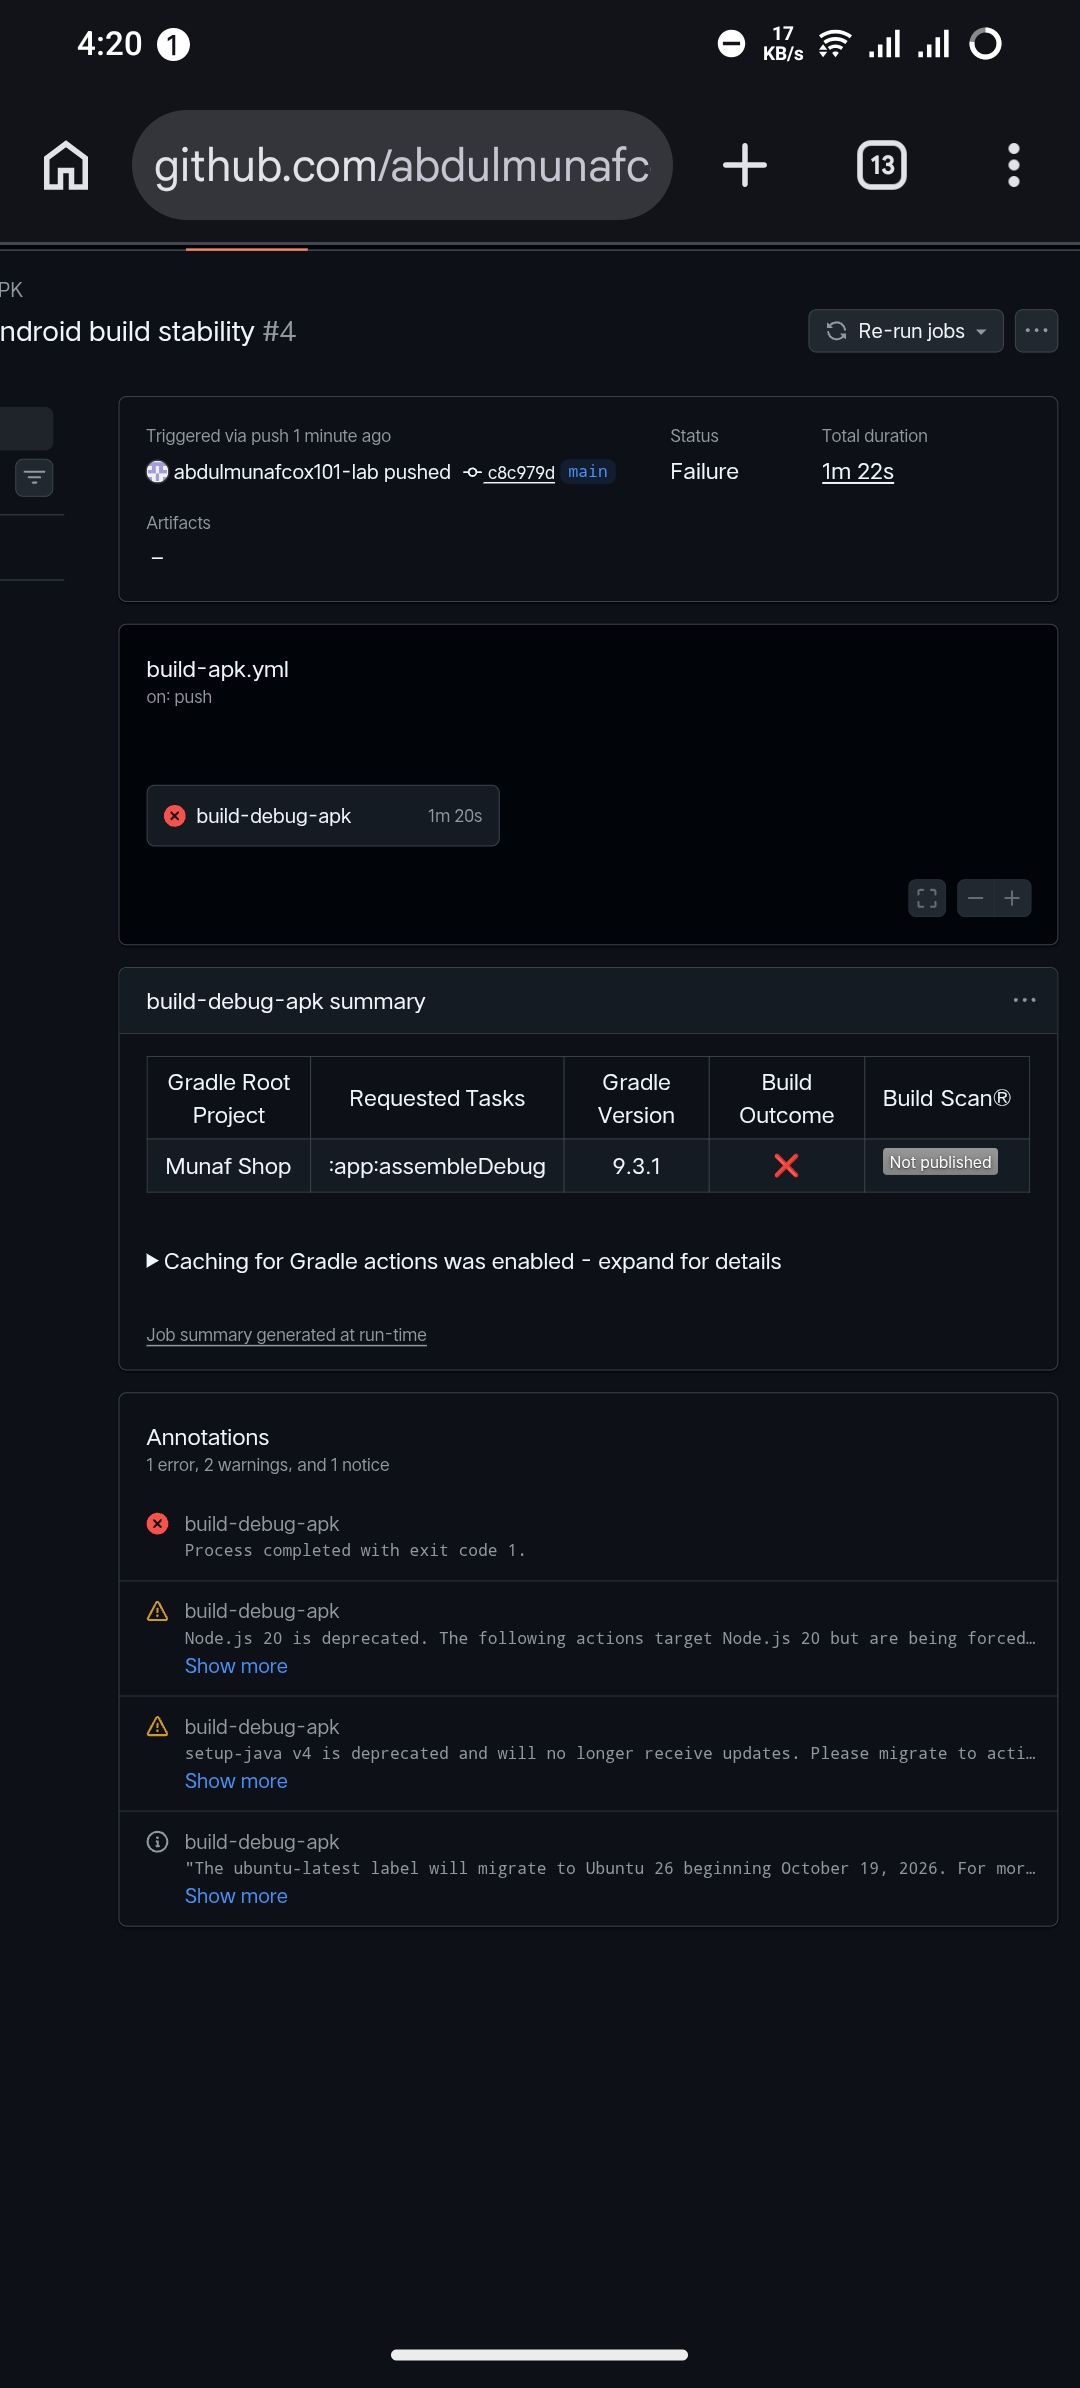 4:20 1
17
KB/s
github.com/abdulmunafc
13
PK
ndroid build stability #4
Re-run jobs
Triggered via push 1 minute ago
abdulmunafcox101-lab pushed c8c979d main
Status
Failure
Total duration
1m 22s
Artifacts
–
build-apk.yml
on: push
build-debug-apk 1m 20s
build-debug-apk summary
Gradle Root Project
Requested Tasks
Gradle Version
Build Outcome
Build Scan®
Munaf Shop
:app:assembleDebug
9.3.1
❌
Not published
Caching for Gradle actions was enabled - expand for details
Job summary generated at run-time
Annotations
1 error, 2 warnings, and 1 notice
build-debug-apk
Process completed with exit code 1.
build-debug-apk
Node.js 20 is deprecated. The following actions target Node.js 20 but are being forced…
Show more
build-debug-apk
setup-java v4 is deprecated and will no longer receive updates. Please migrate to acti…
Show more
build-debug-apk
"The ubuntu-latest label will migrate to Ubuntu 26 beginning October 19, 2026. For mor…
Show more